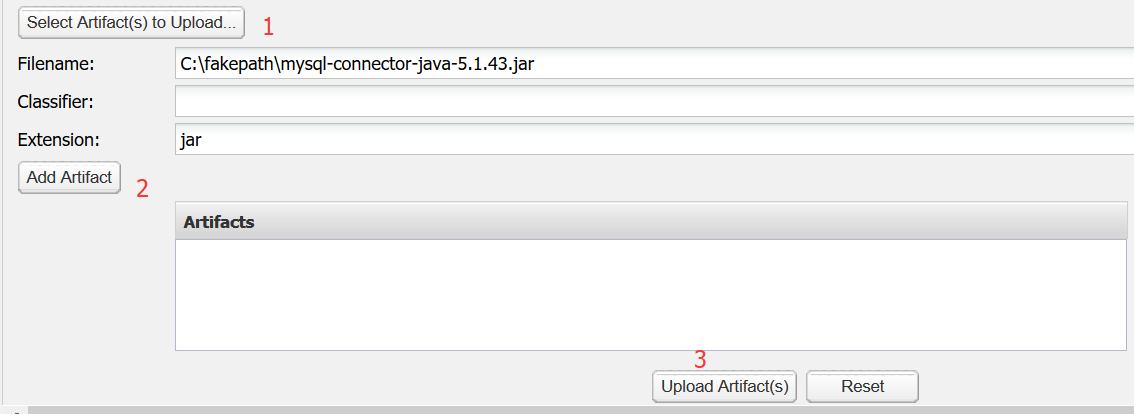 Select Artifact(s) to Upload... 1
Filename: C:\fakepath\mysql-connector-java-5.1.43.jar
Classifier:
Extension: jar
Add Artifact 2
Artifacts
3
Upload Artifact(s) Reset